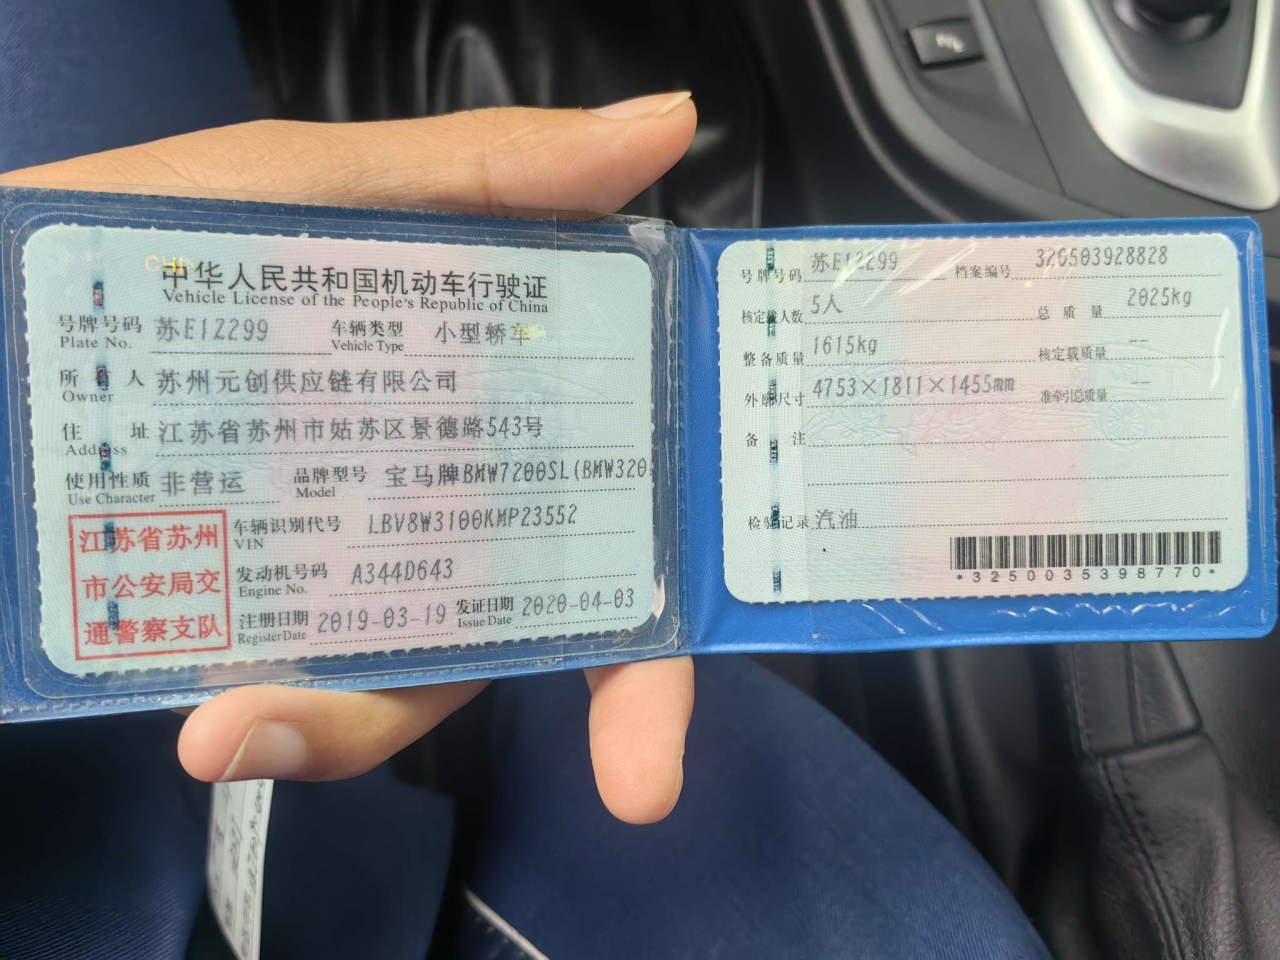 中华人民共和国机动车行驶证
Vehicle License of the People's Republic of China
号牌号码 苏E1Z299 车辆类型 小型轿车
Plate No. Vehicle Type
所 有 人 苏州元创供应链有限公司
Owner
住 址 江苏省苏州市姑苏区景德路543号
Address
使用性质 非营运 品牌型号 宝马牌BMW7200SL(BMW320
Use Character Model
江苏省苏州
市公安局交
通警察支队
车辆识别代号 LBV8W3100KMP23552
VIN
发动机号码 A344D643
Engine No.
注册日期 2019-03-19 发证日期 2020-04-03
Register Date Issue Date
号牌号码 苏E1Z299 档案编号 320503928828
核定载人数 5人 总 质 量 2025kg
整备质量 1615kg 核定载质量 --
外廓尺寸 4753×1811×1455mm 准牵引总质量 --
备 注
检验记录 汽油
*3250035398770*